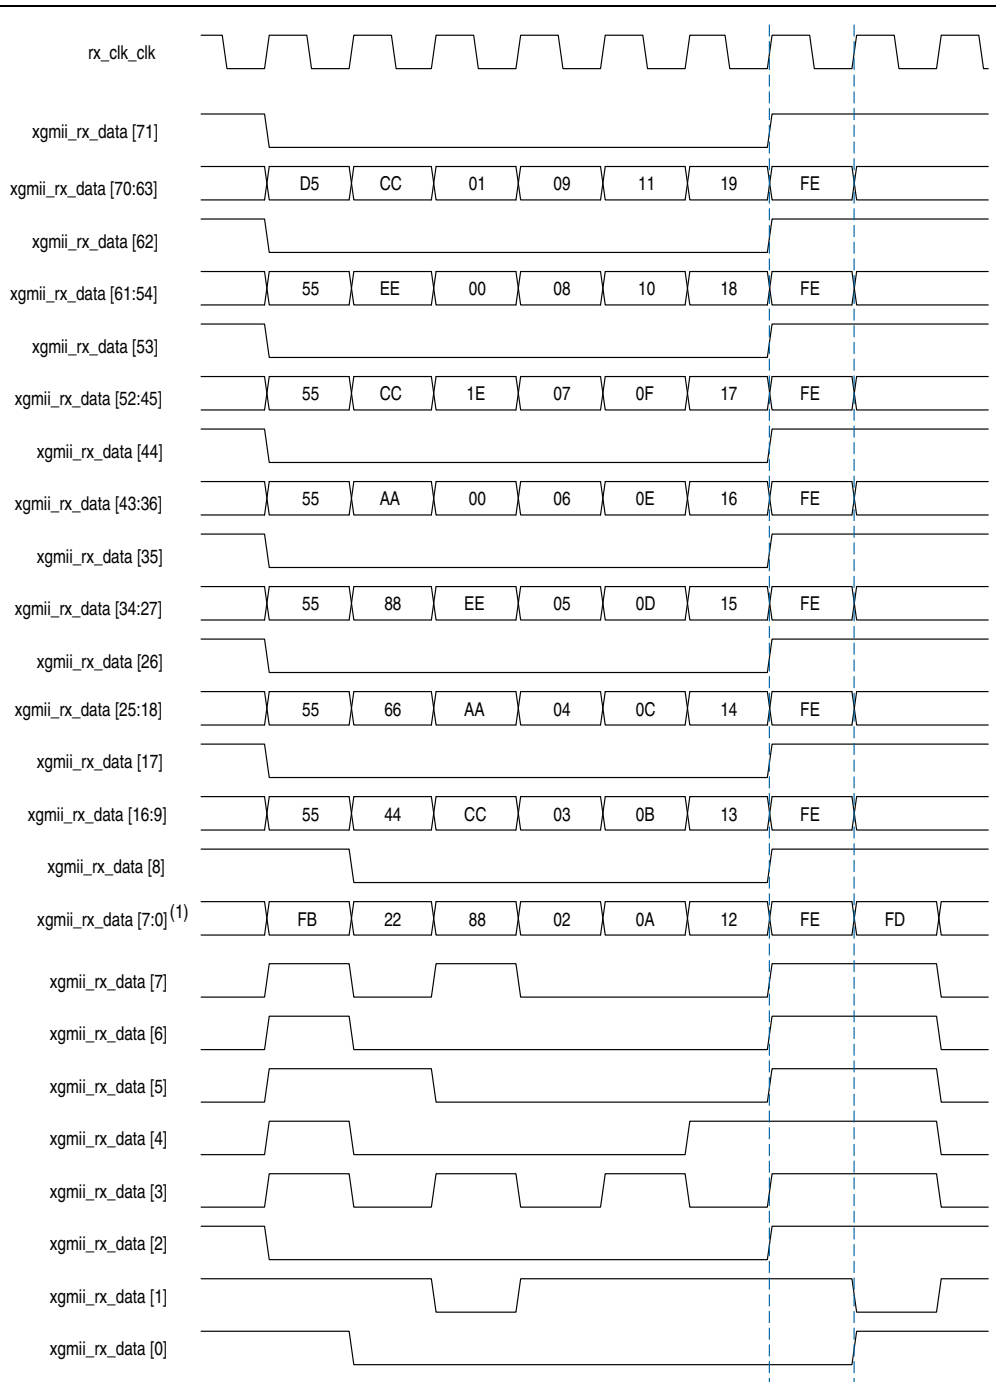 rx_clk_clk
xgmii_rx_data [71]
xgmii_rx_data [70:63] D5 CC 01 09 11 19 FE
xgmii_rx_data [62]
xgmii_rx_data [61:54] 55 EE 00 08 10 18 FE
xgmii_rx_data [53]
xgmii_rx_data [52:45] 55 CC 1E 07 0F 17 FE
xgmii_rx_data [44]
xgmii_rx_data [43:36] 55 AA 00 06 0E 16 FE
xgmii_rx_data [35]
xgmii_rx_data [34:27] 55 88 EE 05 0D 15 FE
xgmii_rx_data [26]
xgmii_rx_data [25:18] 55 66 AA 04 0C 14 FE
xgmii_rx_data [17]
xgmii_rx_data [16:9] 55 44 CC 03 0B 13 FE
xgmii_rx_data [8]
xgmii_rx_data [7:0](1) FB 22 88 02 0A 12 FE FD
xgmii_rx_data [7]
xgmii_rx_data [6]
xgmii_rx_data [5]
xgmii_rx_data [4]
xgmii_rx_data [3]
xgmii_rx_data [2]
xgmii_rx_data [1]
xgmii_rx_data [0]